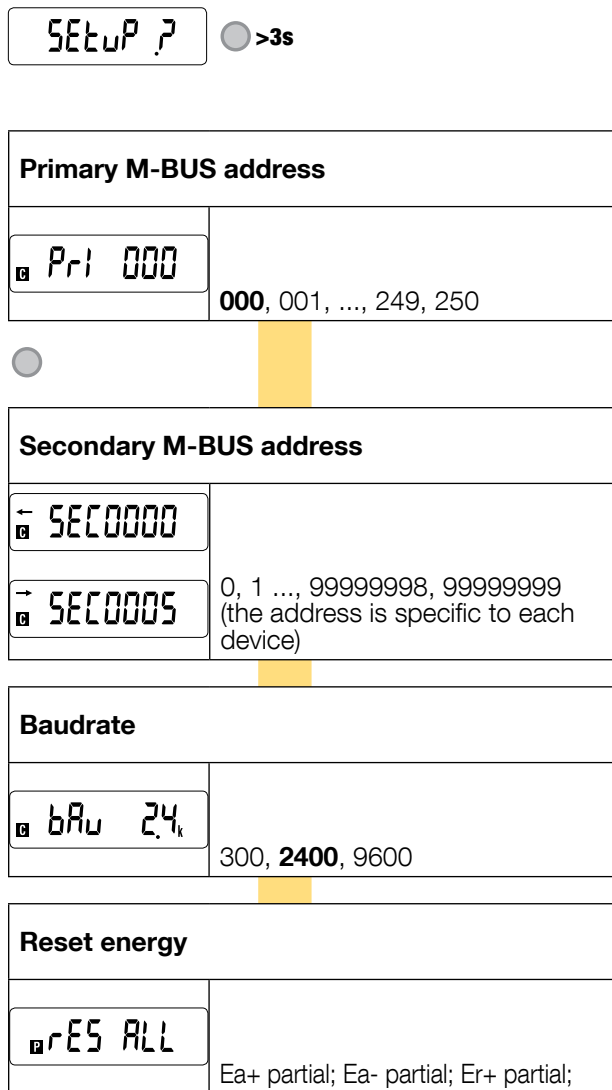 SEtuP ? >3s
Primary M-BUS address
C PrI 000
000, 001, ..., 249, 250
Secondary M-BUS address
← C SEC0000
→ C SEC0005
0, 1 ..., 99999998, 99999999
(the address is specific to each
device)
Baudrate
C bAu 2.4k
300, 2400, 9600
Reset energy
P rES ALL
Ea+ partial; Ea- partial; Er+ partial;